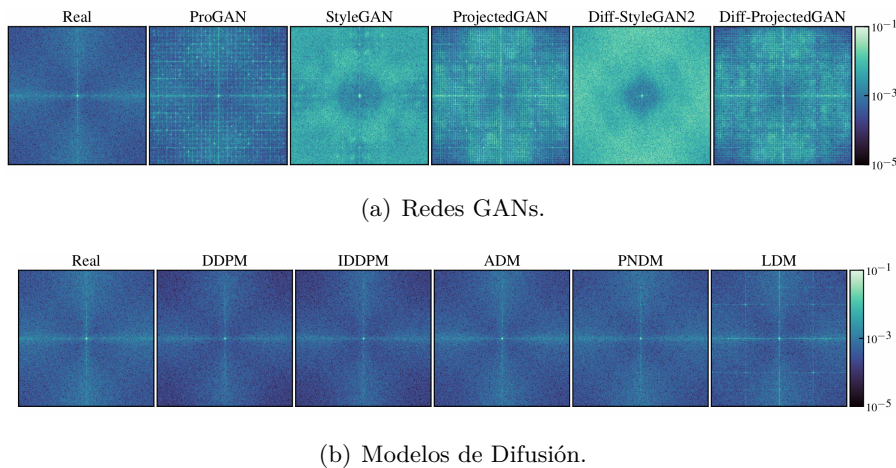 Real ProGAN StyleGAN ProjectedGAN Diff-StyleGAN2 Diff-ProjectedGAN
10⁻¹
10⁻³
10⁻⁵
(a) Redes GANs.
Real DDPM IDDPM ADM PNDM LDM
10⁻¹
10⁻³
10⁻⁵
(b) Modelos de Difusión.